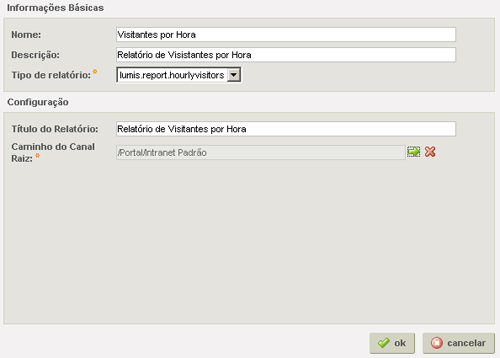 Informações Básicas
Nome: Visitantes por Hora
Descrição: Relatório de Visistantes por Hora
Tipo de relatório: * lumis.report.hourlyvisitors
Configuração
Título do Relatório: Relatório de Visitantes por Hora
Caminho do Canal /Portal/Intranet Padrão
Raiz: *
ok cancelar